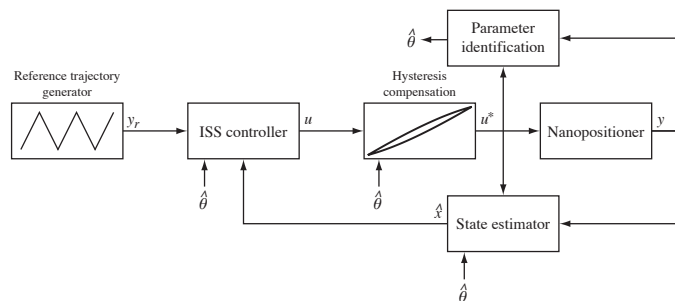 Parameter
identification
θ̂
Reference trajectory
generator
Hysteresis
compensation
y_r
ISS controller
u
u*
Nanopositioner
y
θ̂
θ̂
x̂
State estimator
θ̂